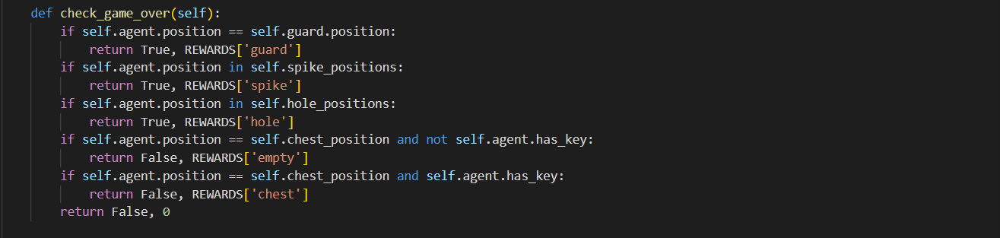 def check_game_over(self):
    if self.agent.position == self.guard.position:
        return True, REWARDS['guard']
    if self.agent.position in self.spike_positions:
        return True, REWARDS['spike']
    if self.agent.position in self.hole_positions:
        return True, REWARDS['hole']
    if self.agent.position == self.chest_position and not self.agent.has_key:
        return False, REWARDS['empty']
    if self.agent.position == self.chest_position and self.agent.has_key:
        return False, REWARDS['chest']
    return False, 0